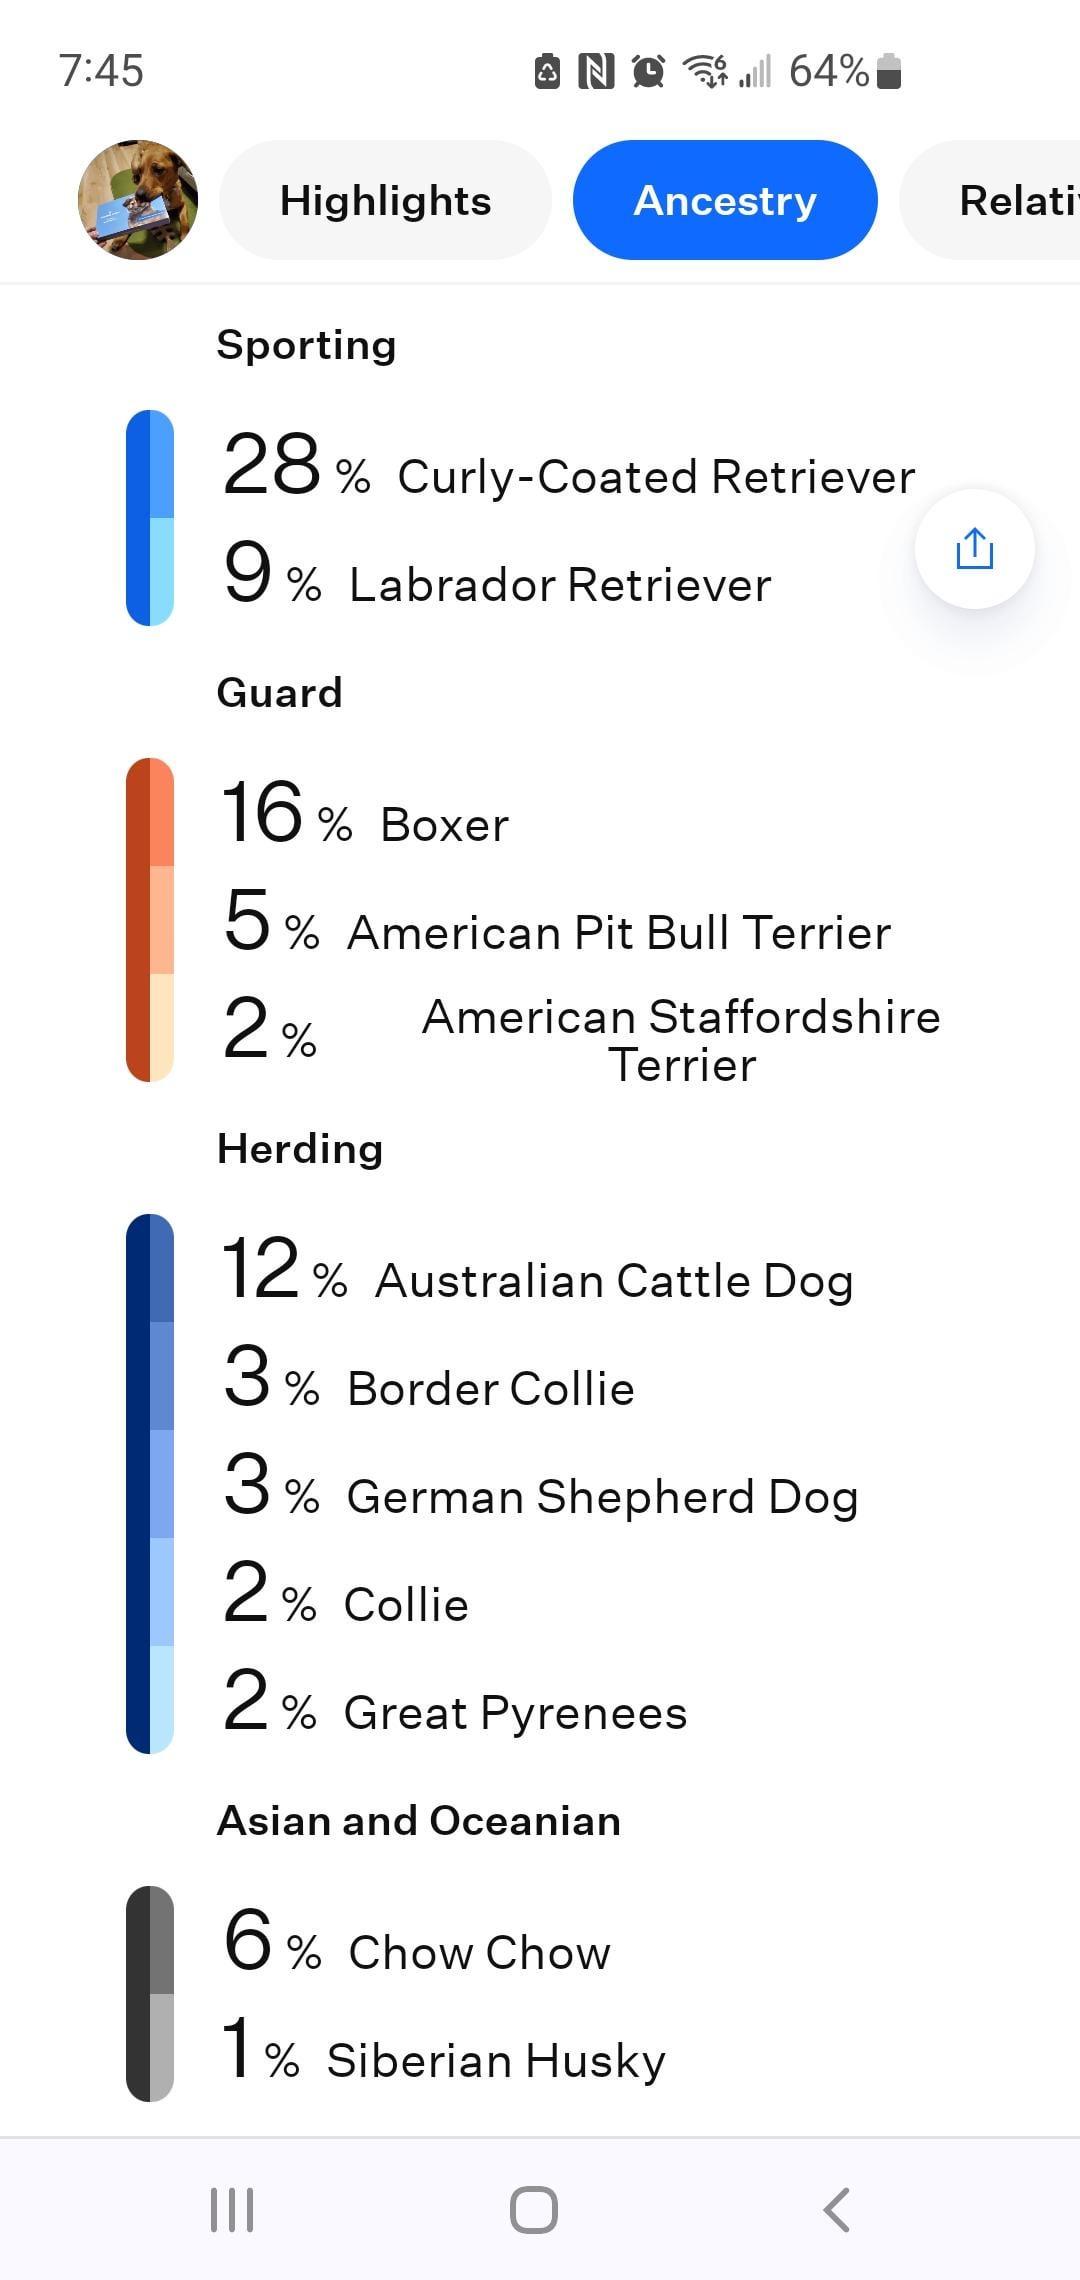 7:45
64%
Highlights
Ancestry
Relati
Sporting
28 % Curly-Coated Retriever
9 % Labrador Retriever
Guard
16 % Boxer
5 % American Pit Bull Terrier
2 % American Staffordshire
Terrier
Herding
12 % Australian Cattle Dog
3 % Border Collie
3 % German Shepherd Dog
2 % Collie
2 % Great Pyrenees
Asian and Oceanian
6 % Chow Chow
1 % Siberian Husky